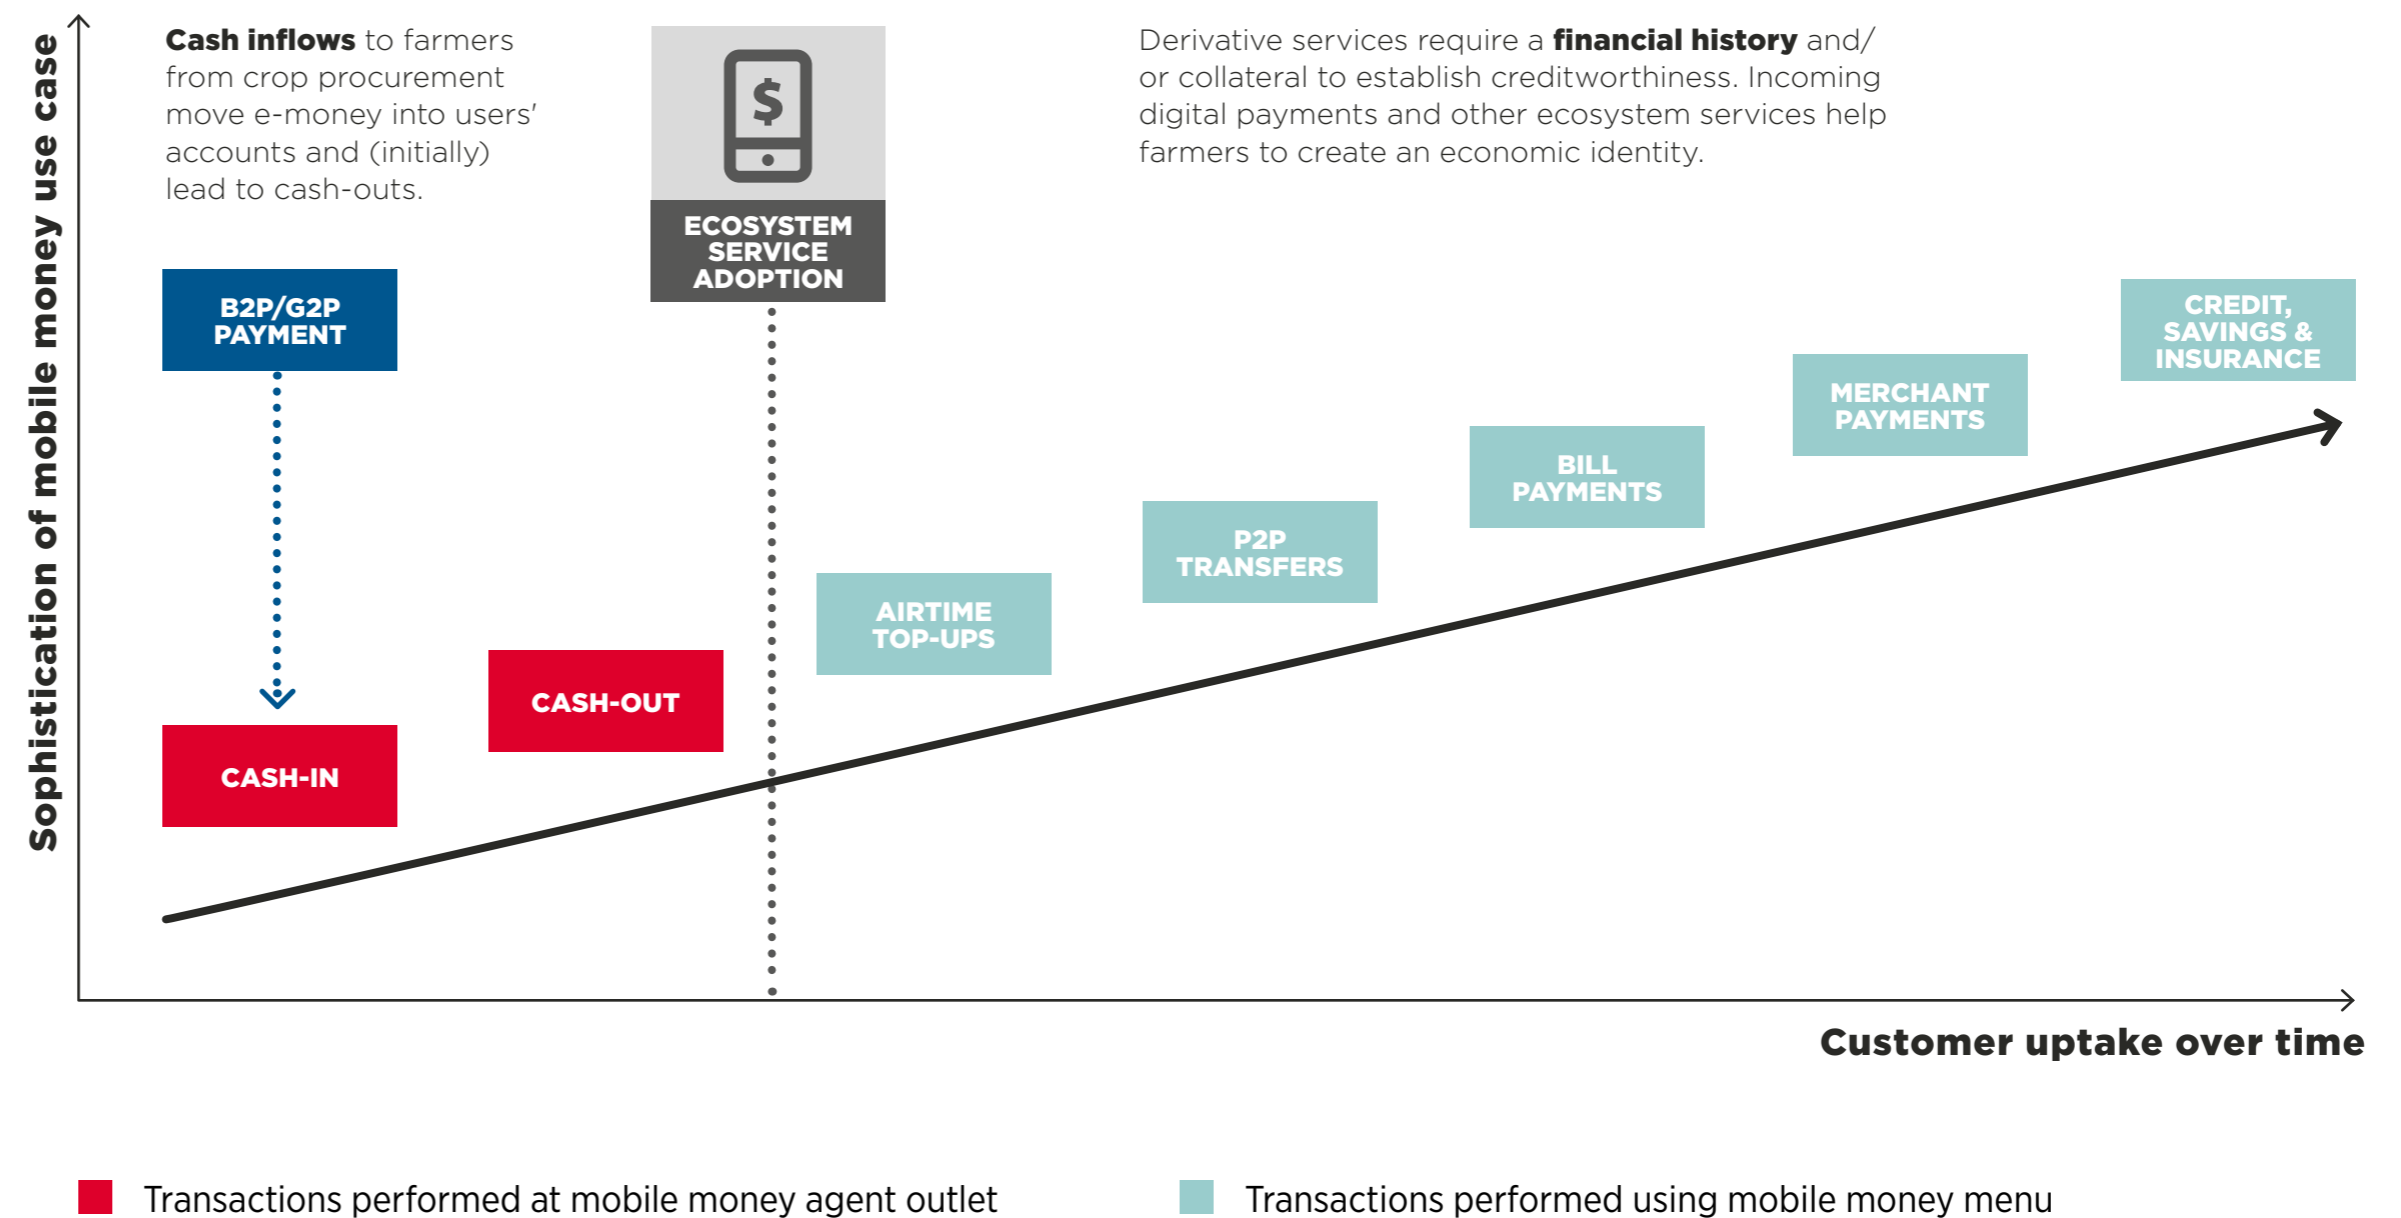 Sophistication of mobile money use case
Cash inflows to farmers
from crop procurement
move e-money into users'
accounts and (initially)
lead to cash-outs.
$
ECOSYSTEM
SERVICE
ADOPTION
Derivative services require a financial history and/
or collateral to establish creditworthiness. Incoming
digital payments and other ecosystem services help
farmers to create an economic identity.
B2P/G2P
PAYMENT
CASH-IN
CASH-OUT
AIRTIME
TOP-UPS
P2P
TRANSFERS
BILL
PAYMENTS
MERCHANT
PAYMENTS
CREDIT,
SAVINGS &
INSURANCE
Customer uptake over time
Transactions performed at mobile money agent outlet
Transactions performed using mobile money menu